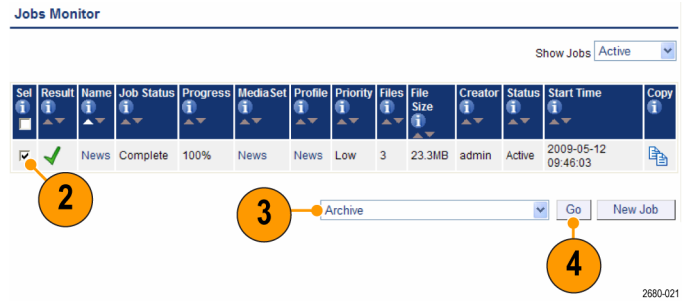 Jobs Monitor
Show Jobs Active
Sel Result Name Job Status Progress MediaSet Profile Priority Files File Size Creator Status Start Time Copy
News Complete 100% News News Low 3 23.3MB admin Active 2009-05-12 09:46:03
2
3
Archive Go New Job
4
2680-021